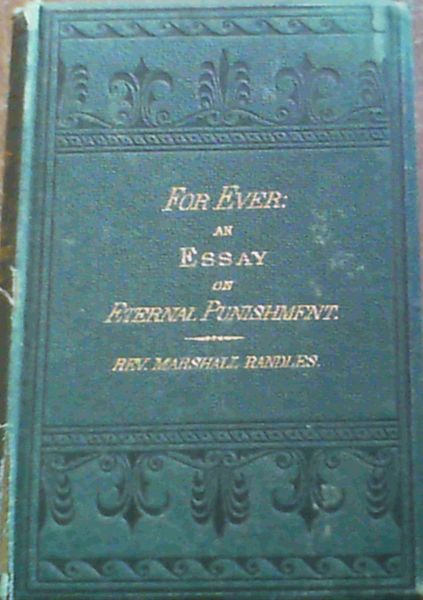 FOR EVER:
AN
ESSAY
ON
ETERNAL PUNISHMENT.
REV. MARSHALL RANDLES.